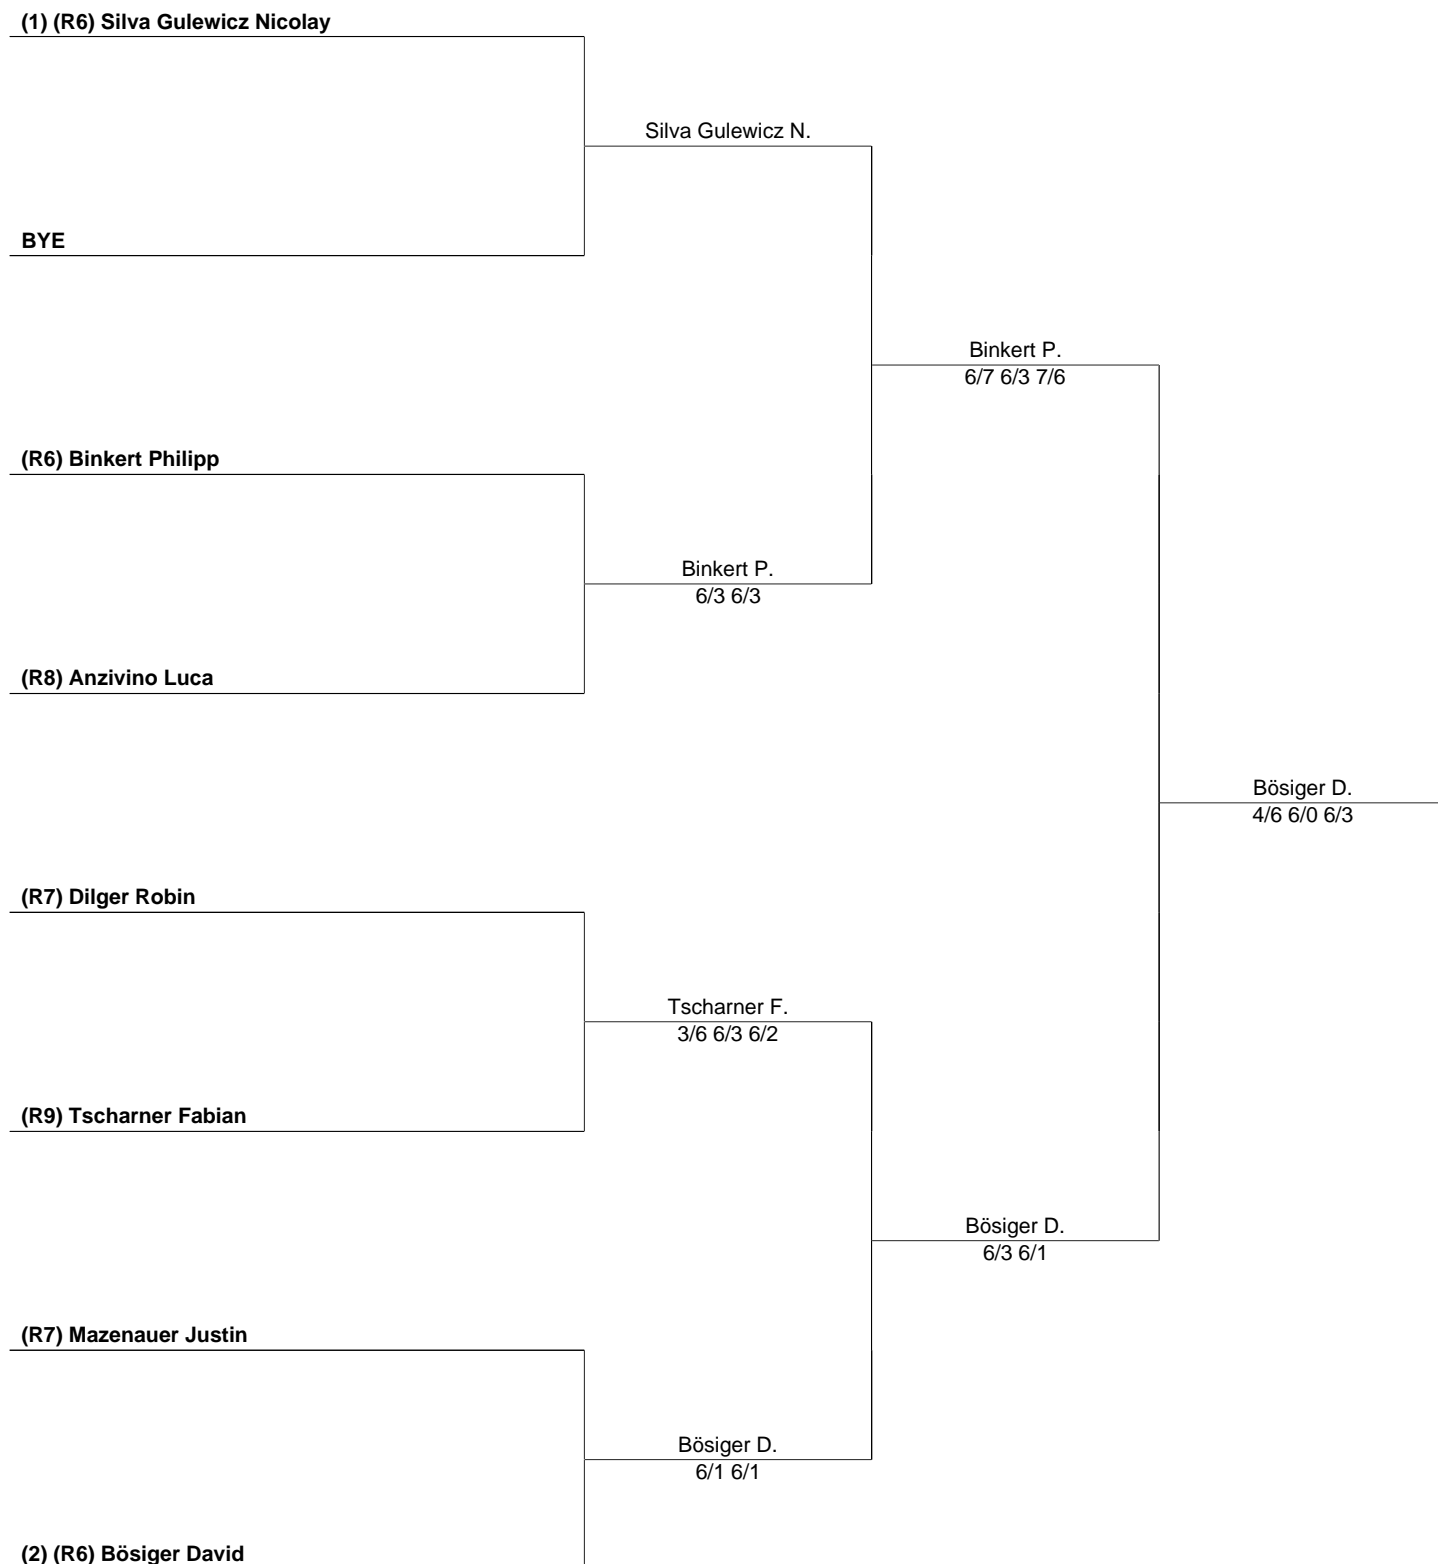 (1) (R6) Silva Gulewicz Nicolay
Silva Gulewicz N.
BYE
Binkert P.
6/7 6/3 7/6
(R6) Binkert Philipp
Binkert P.
6/3 6/3
(R8) Anzivino Luca
Bösiger D.
4/6 6/0 6/3
(R7) Dilger Robin
Tscharner F.
3/6 6/3 6/2
(R9) Tscharner Fabian
Bösiger D.
6/3 6/1
(R7) Mazenauer Justin
Bösiger D.
6/1 6/1
(2) (R6) Bösiger David